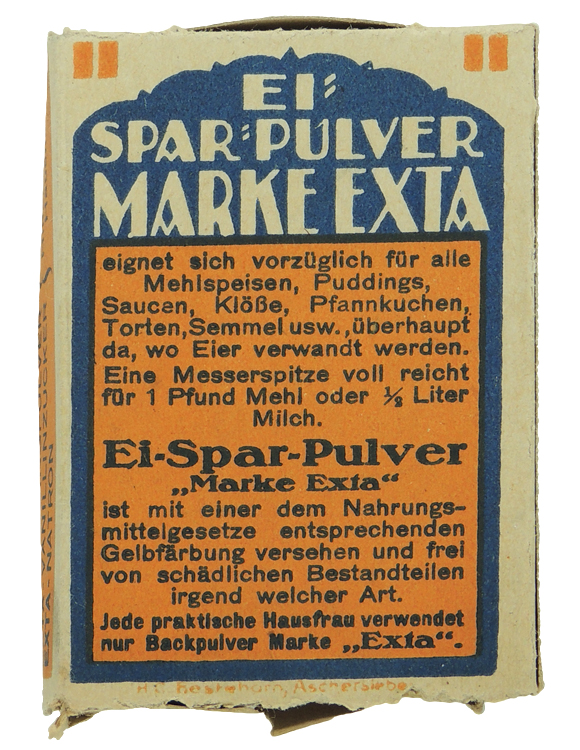 EI-
SPAR-PULVER
MARKE EXTA
eignet sich vorzüglich für alle
Mehlspeisen, Puddings,
Saucen, Klöße, Pfannkuchen,
Torten, Semmel usw., überhaupt
da, wo Eier verwandt werden.
Eine Messerspitze voll reicht
für 1 Pfund Mehl oder ½ Liter
Milch.
Ei-Spar-Pulver
„Marke Exta“
ist mit einer dem Nahrungs-
mittelgesetze entsprechenden
Gelbfärbung versehen und frei
von schädlichen Bestandteilen
irgend welcher Art.
Jede praktische Hausfrau verwendet
nur Backpulver Marke „Exta“.
EXTA-NATRON